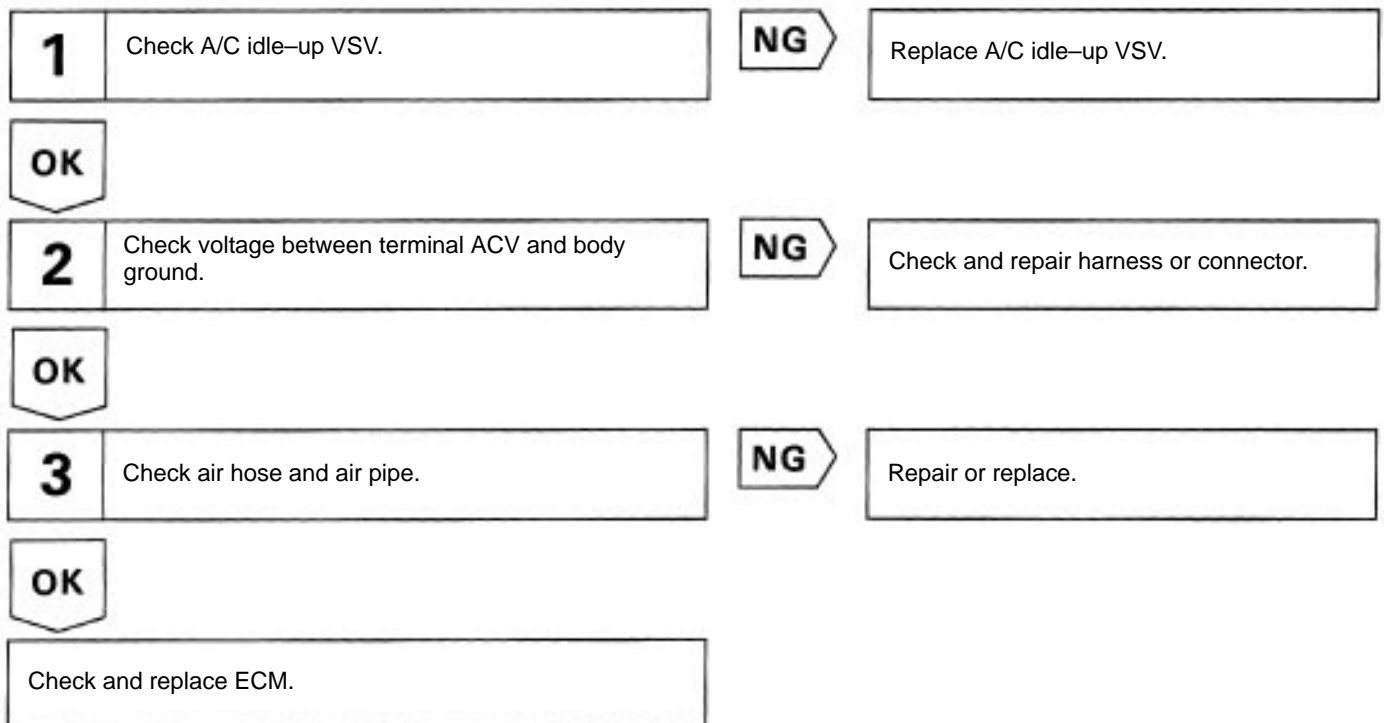 1 Check A/C idle–up VSV. NG Replace A/C idle–up VSV.
OK
2 Check voltage between terminal ACV and body
ground. NG Check and repair harness or connector.
OK
3 Check air hose and air pipe. NG Repair or replace.
OK
Check and replace ECM.